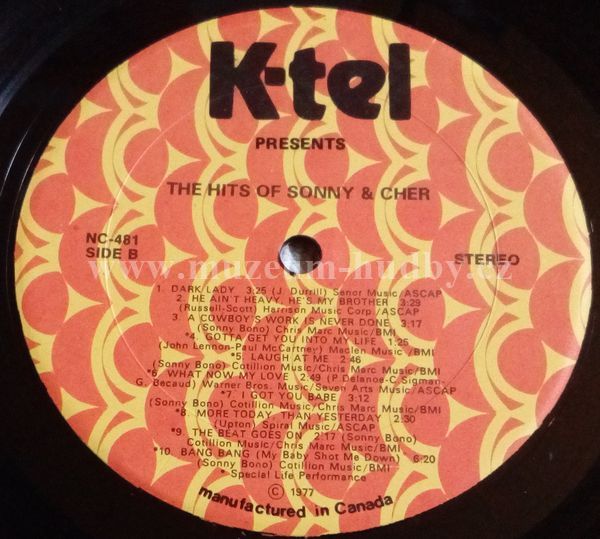 K-tel
PRESENTS
THE HITS OF SONNY & CHER
NC-481
SIDE B
STEREO
www.muzeum-hudby.cz
1. DARK LADY 3:25 (J. Durrill) Senor Music/ASCAP
2. HE AIN'T HEAVY, HE'S MY BROTHER 3:29
(Russell-Scott) Harrison Music Corp/ASCAP
3. A COWBOY'S WORK IS NEVER DONE 3:17
(Sonny Bono) Chris Marc Music/BMI
*4. GOTTA GET YOU INTO MY LIFE 1:25
(John Lennon-Paul McCartney) Maclen Music/BMI
*5. LAUGH AT ME 2:46
(Sonny Bono) Cotillion Music/Chris Marc Music/BMI
*6. WHAT NOW MY LOVE 2:49 (P. Delanoe-C. Sigman-
G. Becaud) Warner Bros. Music/Seven Arts Music/ASCAP
*7. I GOT YOU BABE 3:12
(Sonny Bono) Cotillion Music/Chris Marc Music/BMI
*8. MORE TODAY, THAN YESTERDAY 2:30
(Upton) Spiral Music/ASCAP
*9. THE BEAT GOES ON 2:17 (Sonny Bono)
Cotillion Music/Chris Marc Music/BMI
*10. BANG BANG (My Baby Shot Me Down) 6:20
(Sonny Bono) Cotillion Music/BMI
*Special Life Performance
© 1977
manufactured in Canada